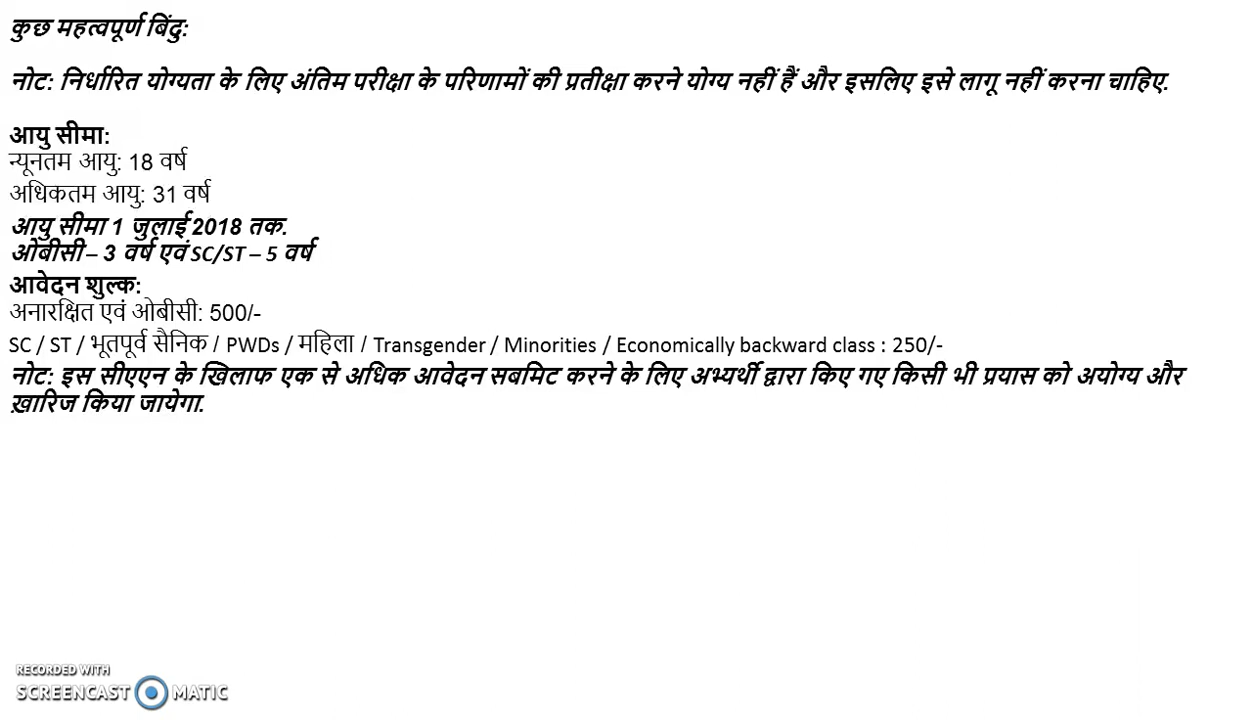 कुछ महत्वपूर्ण बिंदु:
नोट: निर्धारित योग्यता के लिए अंतिम परीक्षा के परिणामों की प्रतीक्षा करने योग्य नहीं हैं और इसलिए इसे लागू नहीं करना चाहिए.
आयु सीमा:
न्यूनतम आयु: 18 वर्ष
अधिकतम आयु: 31 वर्ष
आयु सीमा 1 जुलाई 2018 तक.
ओबीसी – 3 वर्ष एवं SC/ST – 5 वर्ष
आवेदन शुल्क:
अनारक्षित एवं ओबीसी: 500/-
SC / ST / भूतपूर्व सैनिक / PWDs / महिला / Transgender / Minorities / Economically backward class : 250/-
नोट: इस सीएएन के खिलाफ एक से अधिक आवेदन सबमिट करने के लिए अभ्यर्थी द्वारा किए गए किसी भी प्रयास को अयोग्य और
ख़ारिज किया जायेगा.
RECORDED WITH
SCREENCAST MATIC